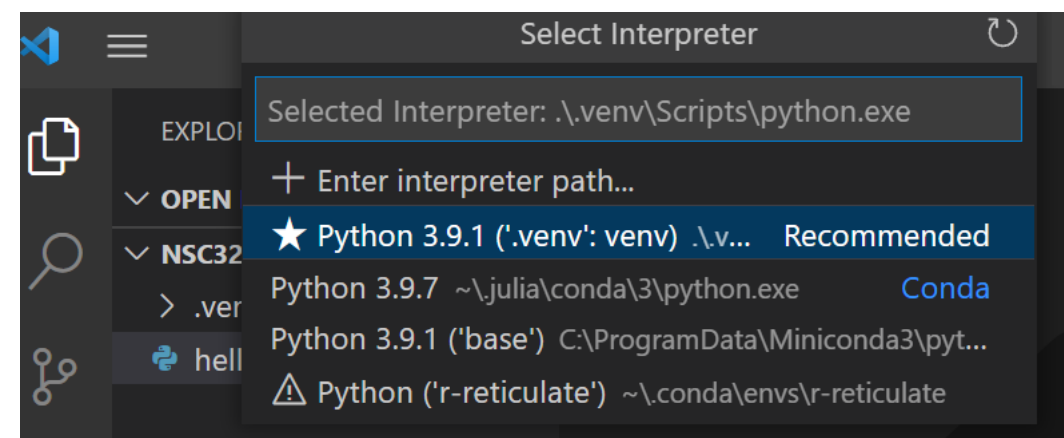 Select Interpreter
Selected Interpreter: .\.venv\Scripts\python.exe
EXPLO
Enter interpreter path...
OPEN
Python 3.9.1 ('.venv': venv) .\.v... Recommended
NSC32
Python 3.9.7 ~\.julia\conda\3\python.exe Conda
.ver
Python 3.9.1 ('base') C:\ProgramData\Miniconda3\pyt...
hell
Python ('r-reticulate') ~\.conda\envs\r-reticulate